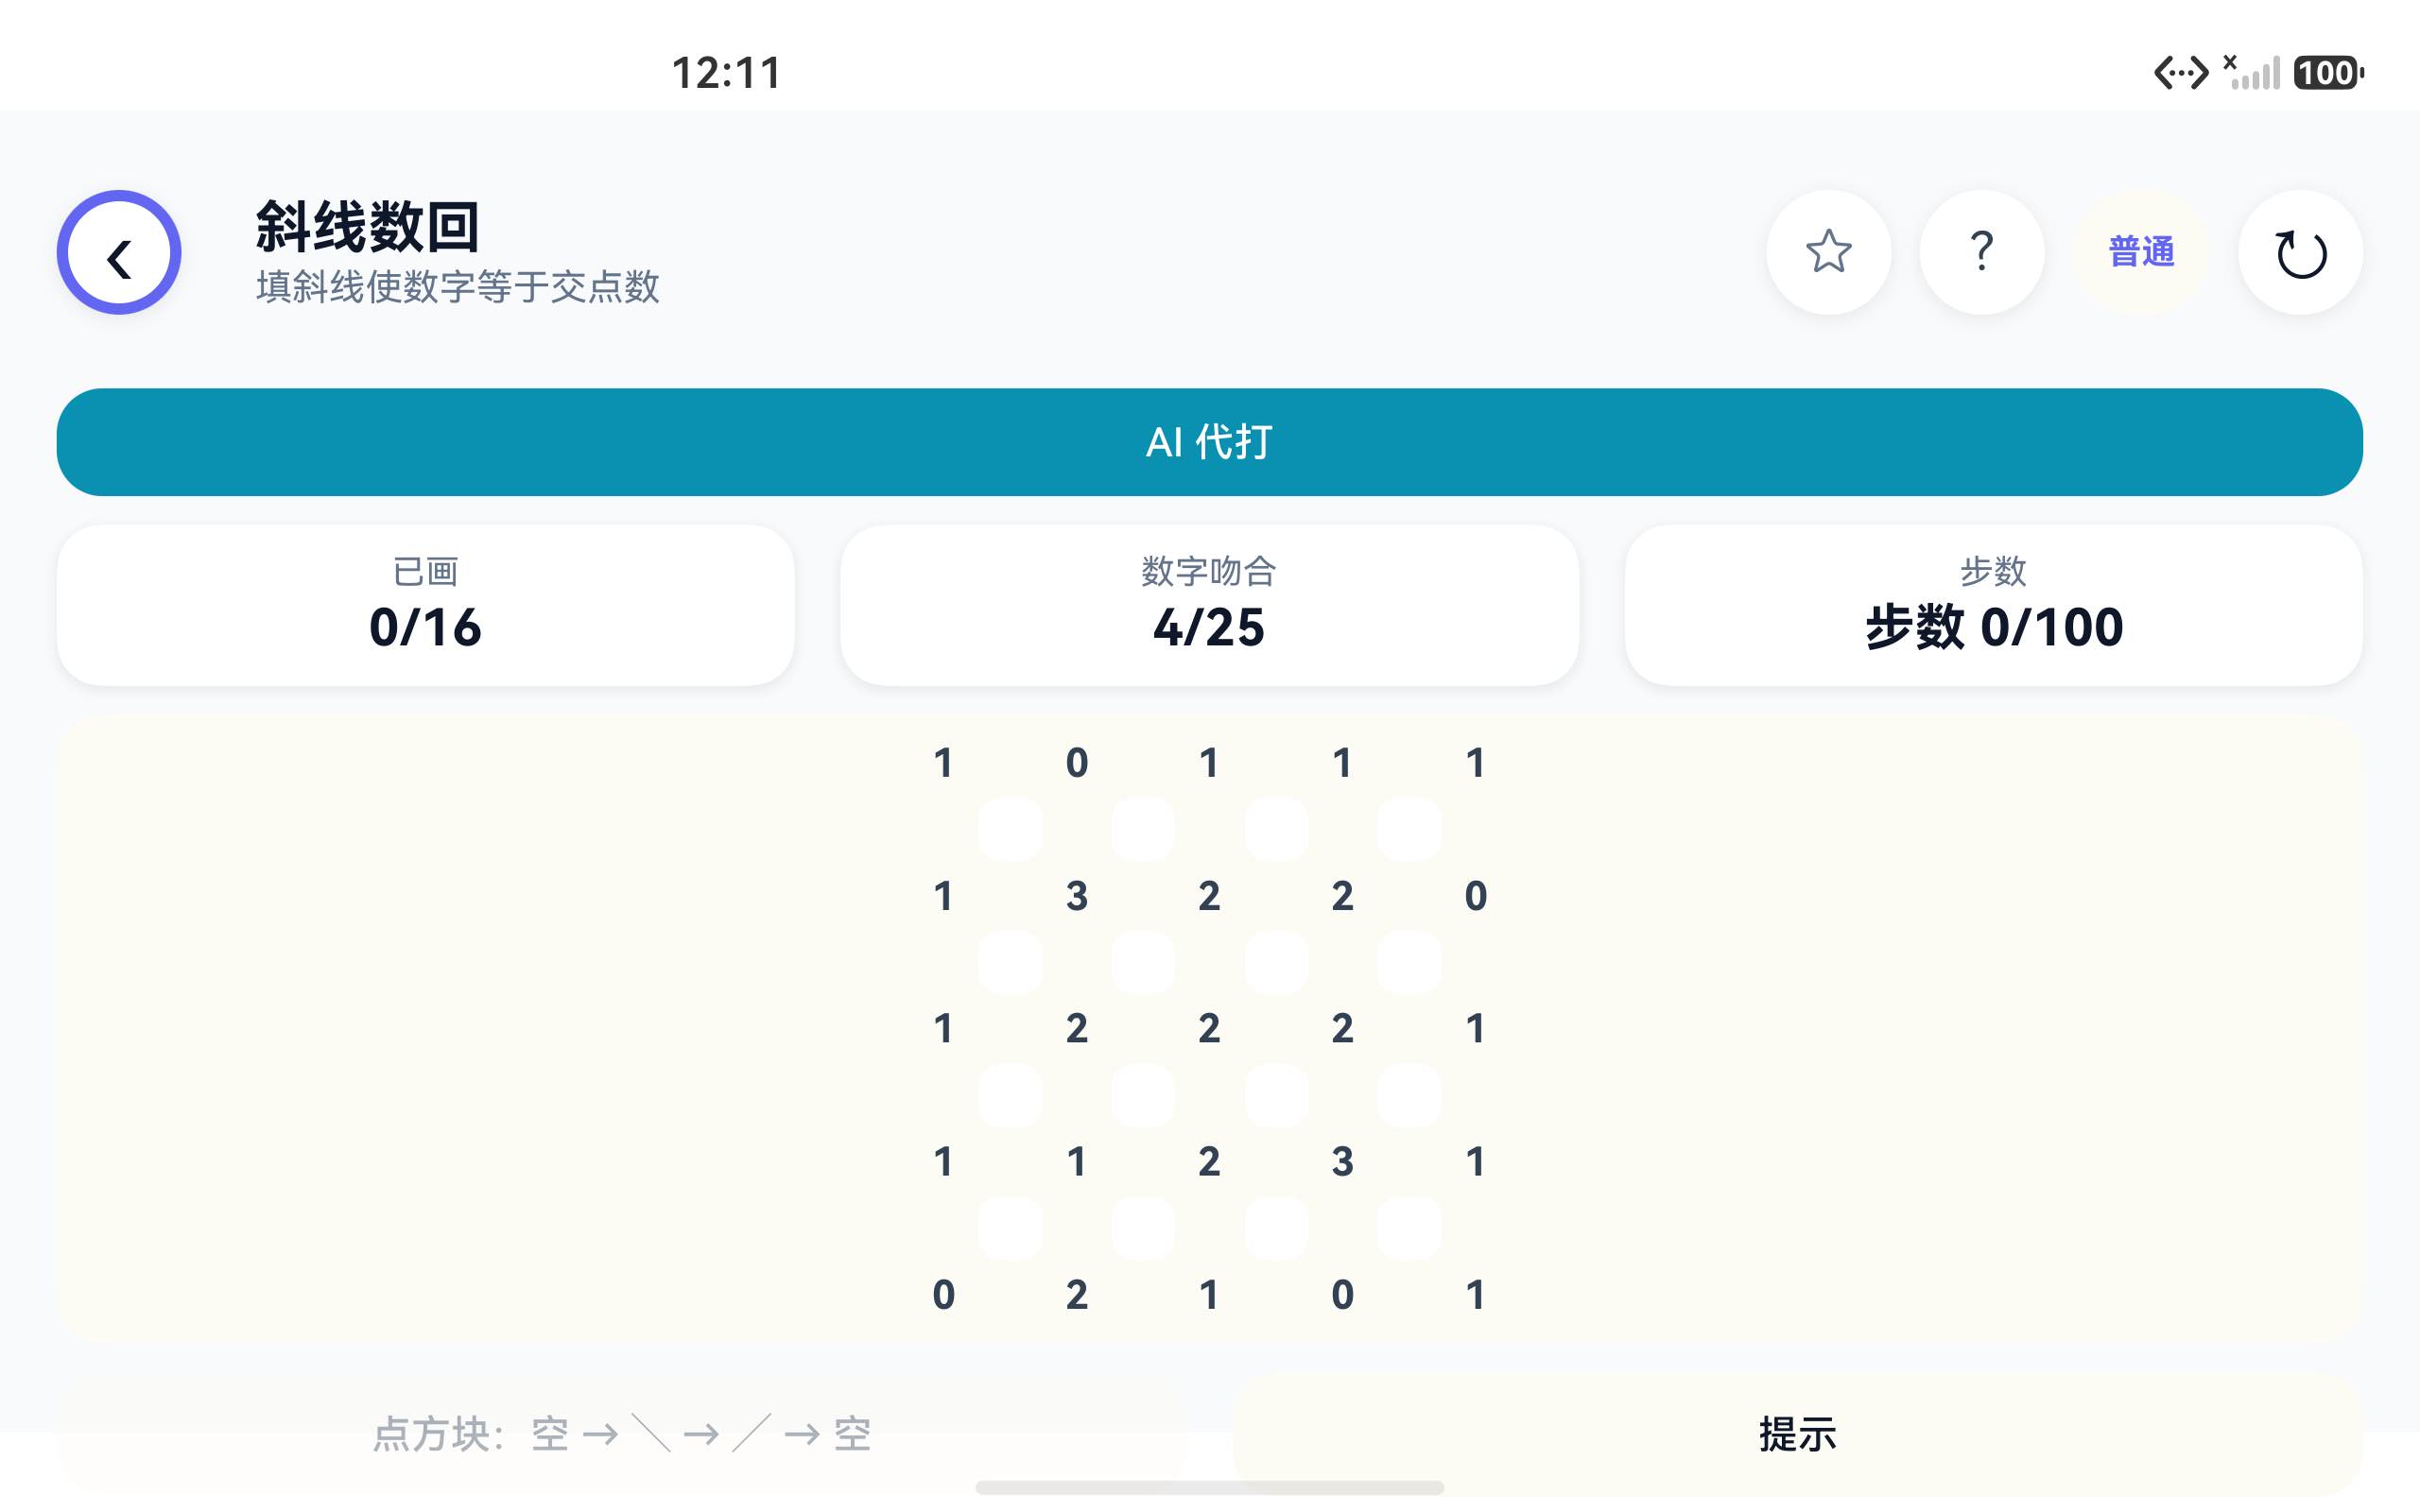 12:11
100
斜线数回
填斜线使数字等于交点数
?
普通
AI 代打
已画
0/16
数字吻合
4/25
步数
步数 0/100
1 0 1 1 1
1 3 2 2 0
1 2 2 2 1
1 1 2 3 1
0 2 1 0 1
点方块：空 → ╲ → ╱ → 空
提示